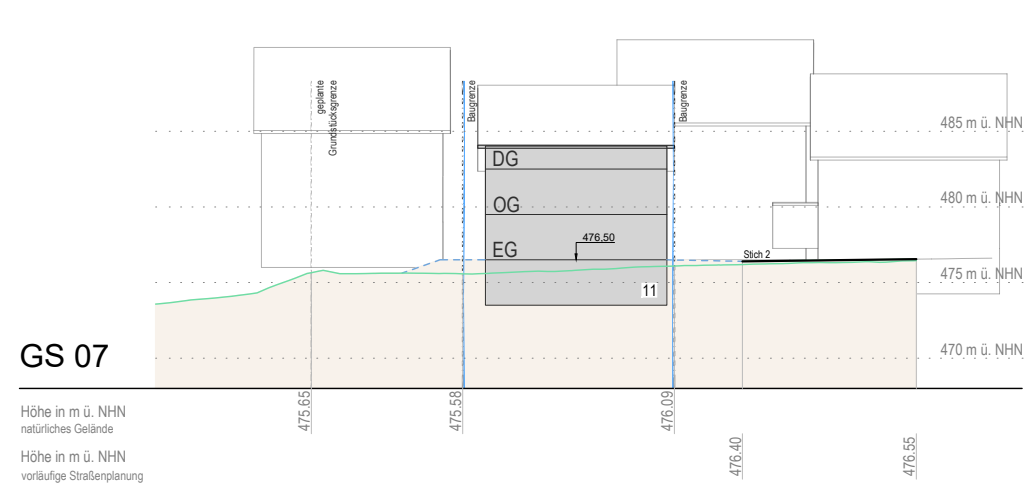 geplante
Grundstücksgrenze
Baugrenze
Baugrenze
485 m ü. NHN
DG
480 m ü. NHN
OG
476.50
EG
Stich 2
475 m ü. NHN
11
GS 07
470 m ü. NHN
Höhe in m ü. NHN
natürliches Gelände
475.65
475.58
476.09
Höhe in m ü. NHN
vorläufige Straßenplanung
476.40
476.55